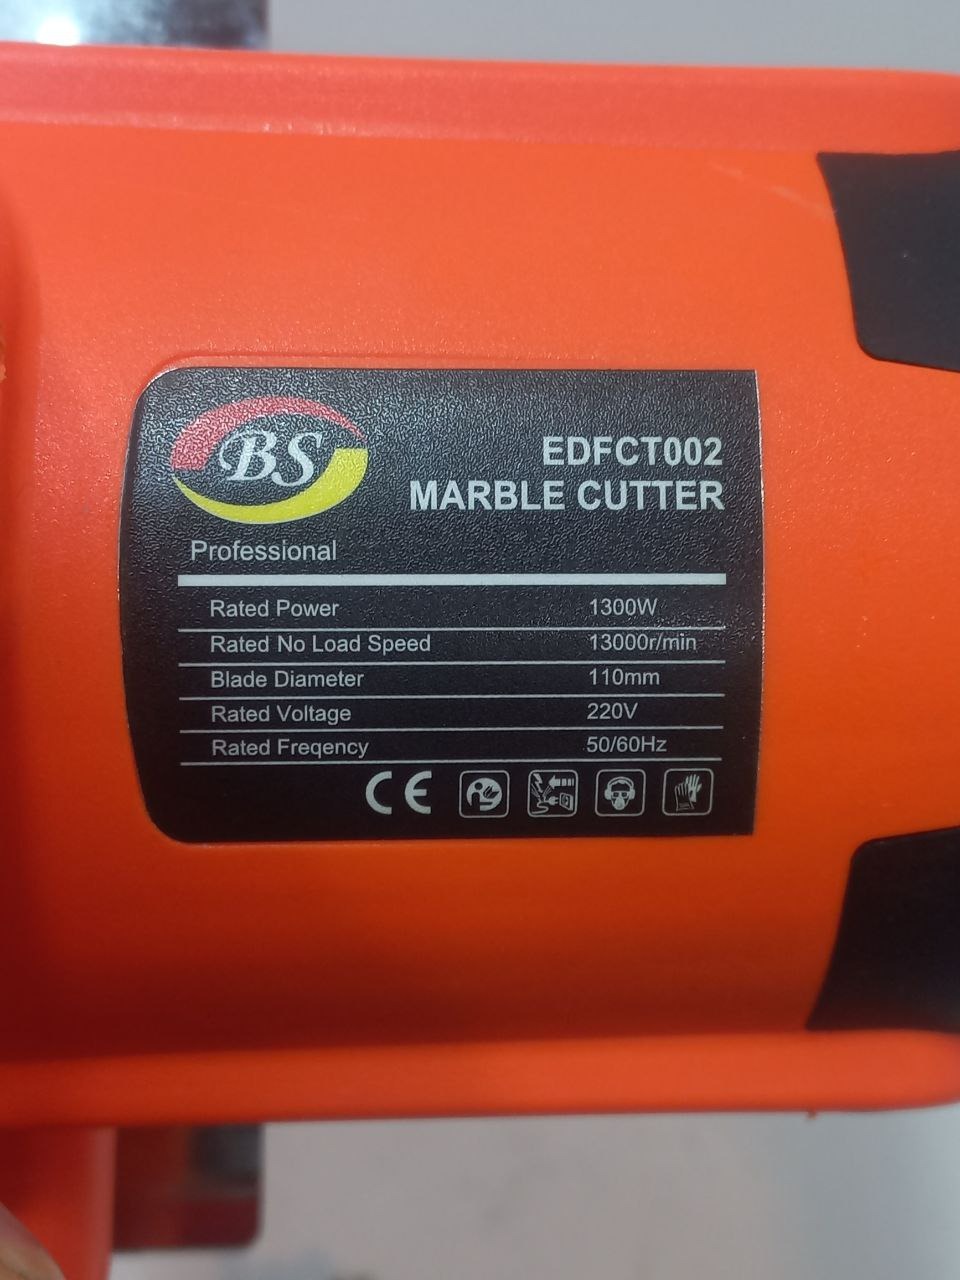 BS
EDFCT002
MARBLE CUTTER
Professional
Rated Power 1300W
Rated No Load Speed 13000r/min
Blade Diameter 110mm
Rated Voltage 220V
Rated Freqency 50/60Hz
CE